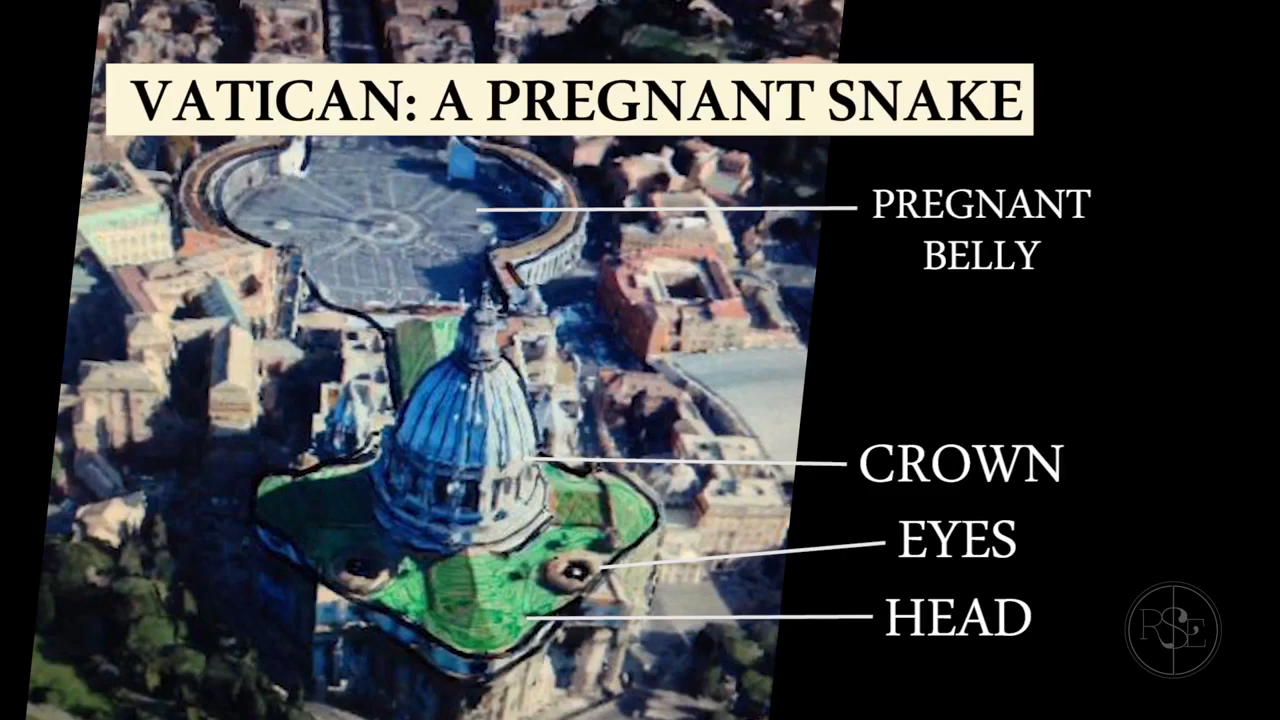 VATICAN: A PREGNANT SNAKE
PREGNANT
BELLY
CROWN
EYES
HEAD
RSE